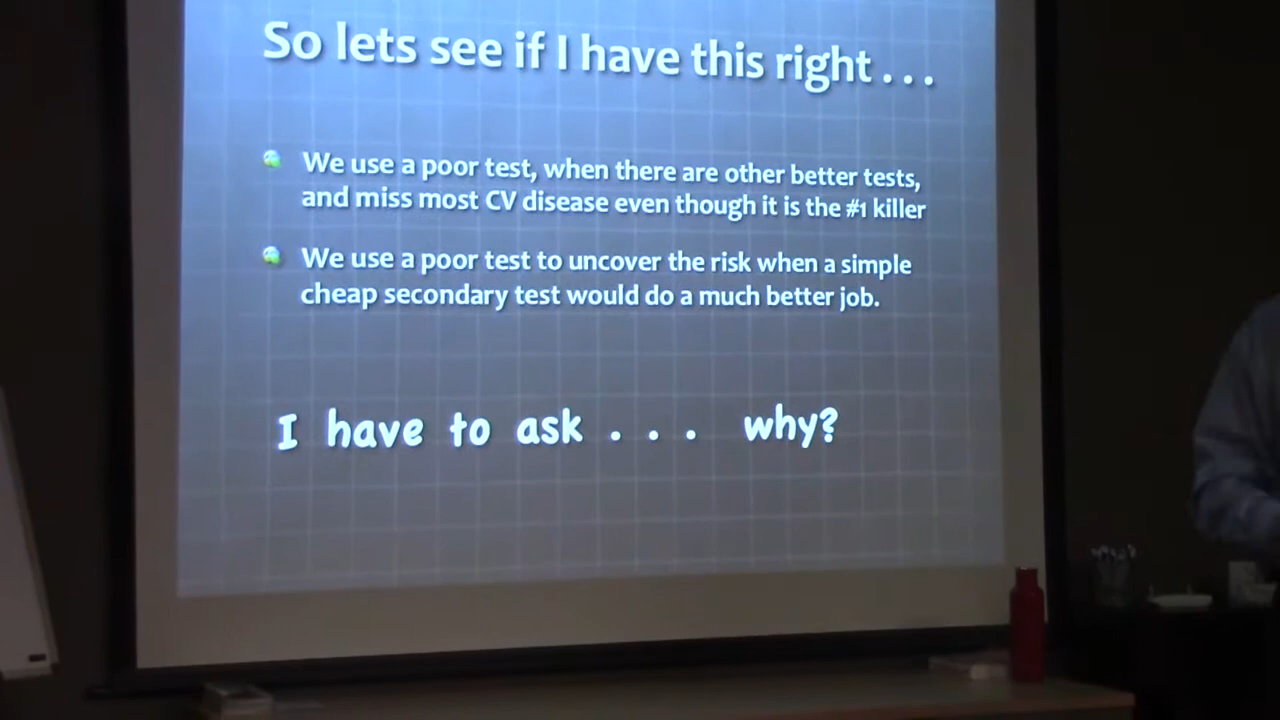 So lets see if I have this right . . .
We use a poor test, when there are other better tests,
and miss most CV disease even though it is the #1 killer
We use a poor test to uncover the risk when a simple
cheap secondary test would do a much better job.
I have to ask . . . why?